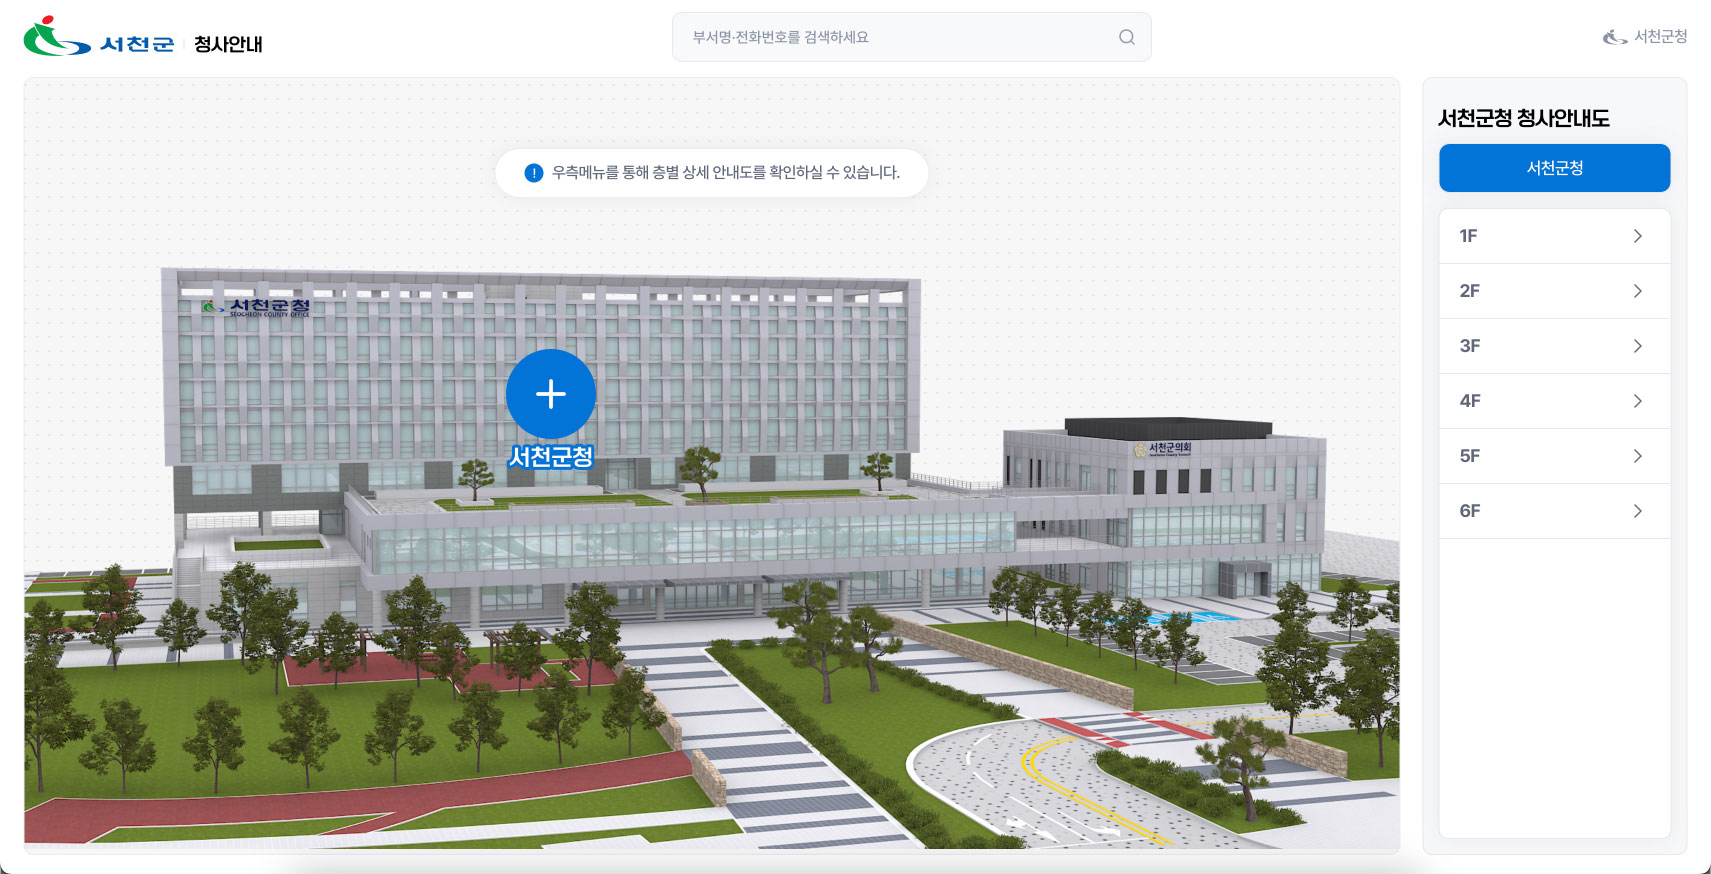 서천군 청사안내
부서명·전화번호를 검색하세요
서천군청
우측메뉴를 통해 층별 상세 안내도를 확인하실 수 있습니다.
서천군청
SEOCHEON COUNTY OFFICE
서천군청
서천군의회
서천군청 청사안내도
서천군청
1F
2F
3F
4F
5F
6F